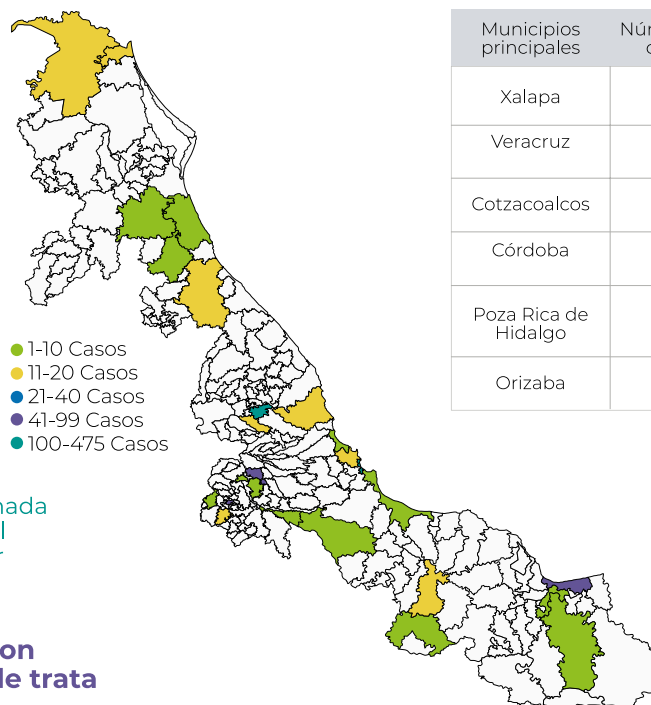 Municipios
principales
Xalapa
Veracruz
Cotzacoalcos
Córdoba
Poza Rica de
Hidalgo
Orizaba
1-10 Casos
11-20 Casos
21-40 Casos
41-99 Casos
100-475 Casos
on
de trata